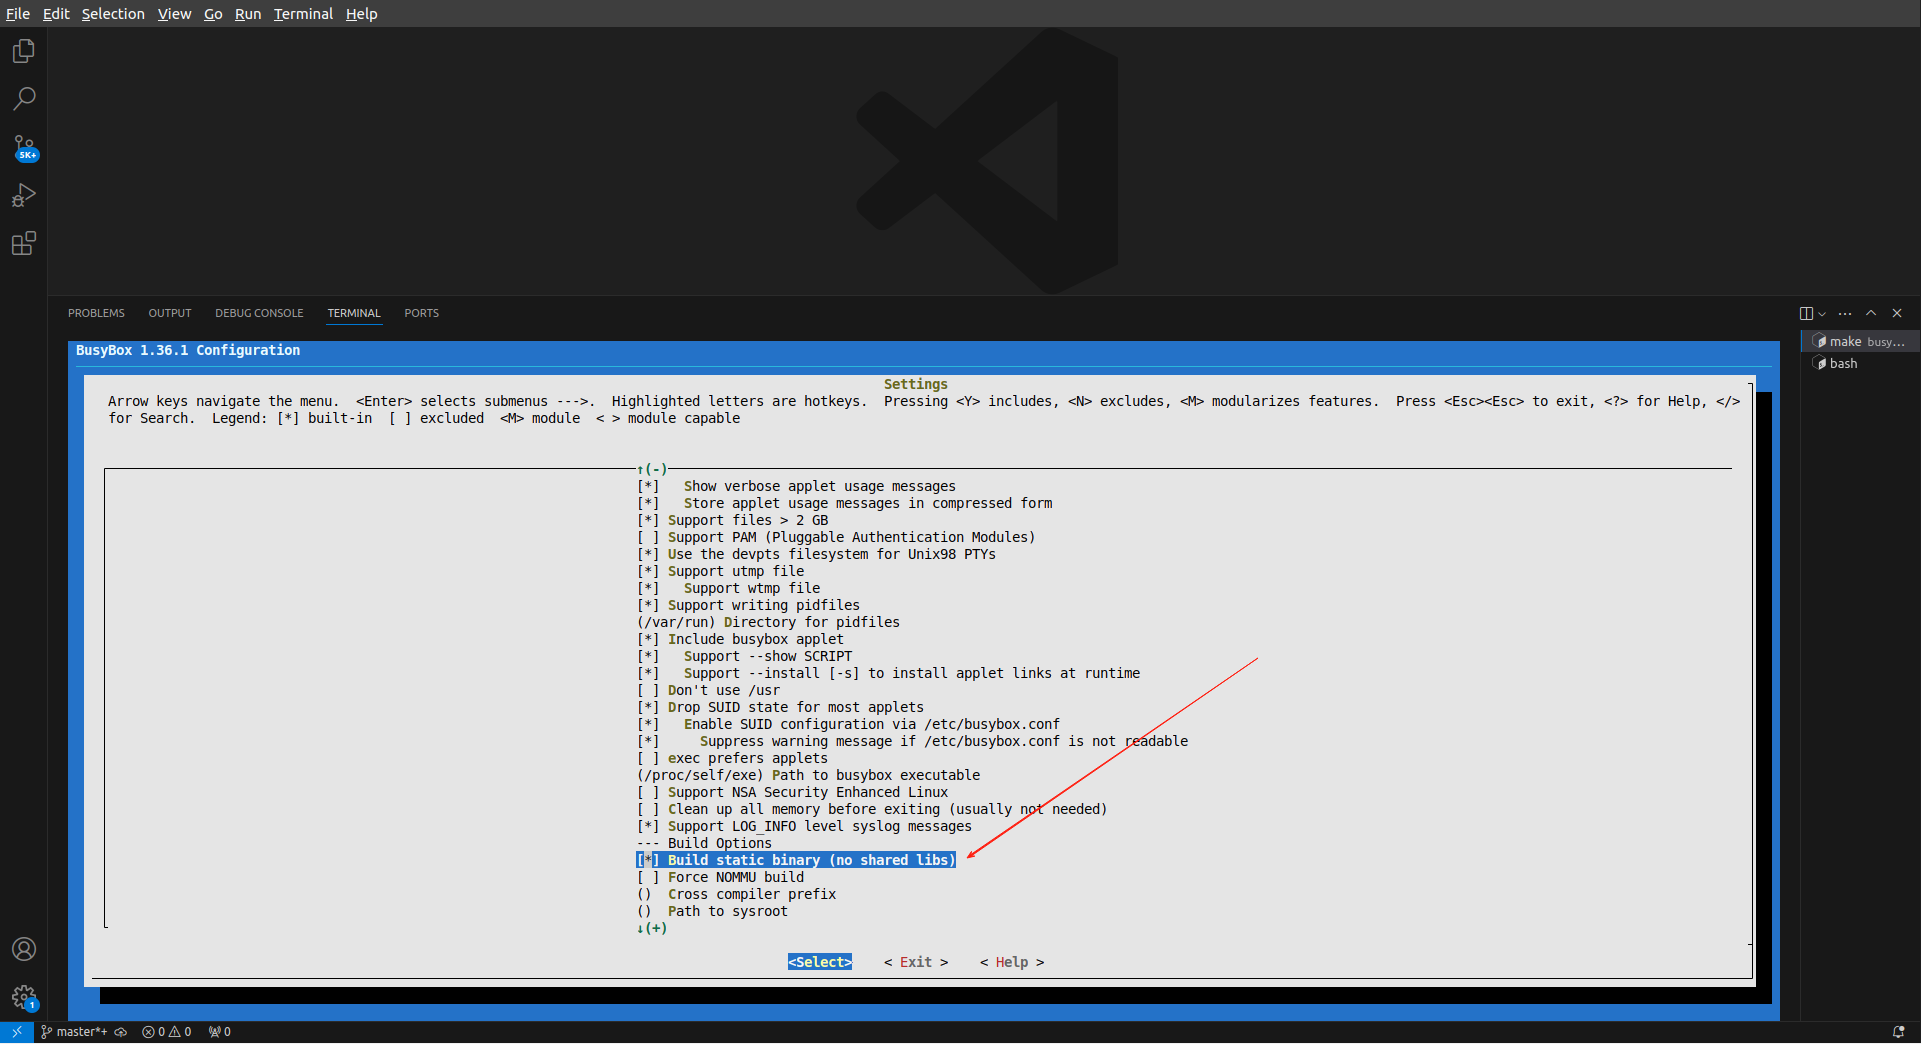 File Edit Selection View Go Run Terminal Help
5K+
PROBLEMS OUTPUT DEBUG CONSOLE TERMINAL PORTS
make busy...
bash
BusyBox 1.36.1 Configuration
Settings
Arrow keys navigate the menu.  <Enter> selects submenus --->.  Highlighted letters are hotkeys.  Pressing <Y> includes, <N> excludes, <M> modularizes features.  Press <Esc><Esc> to exit, <?> for Help, </>
for Search.  Legend: [*] built-in  [ ] excluded  <M> module  < > module capable
↑(-)
[*]   Show verbose applet usage messages
[*]   Store applet usage messages in compressed form
[*] Support files > 2 GB
[ ] Support PAM (Pluggable Authentication Modules)
[*] Use the devpts filesystem for Unix98 PTYs
[*] Support utmp file
[*]   Support wtmp file
[*] Support writing pidfiles
(/var/run) Directory for pidfiles
[*] Include busybox applet
[*]   Support --show SCRIPT
[*]   Support --install [-s] to install applet links at runtime
[ ] Don't use /usr
[*] Drop SUID state for most applets
[*]   Enable SUID configuration via /etc/busybox.conf
[*]     Suppress warning message if /etc/busybox.conf is not readable
[ ] exec prefers applets
(/proc/self/exe) Path to busybox executable
[ ] Support NSA Security Enhanced Linux
[ ] Clean up all memory before exiting (usually not needed)
[*] Support LOG_INFO level syslog messages
--- Build Options
[*] Build static binary (no shared libs)
[ ] Force NOMMU build
()  Cross compiler prefix
()  Path to sysroot
↓(+)
<Select>    < Exit >    < Help >
1
master*+ 0 0 0